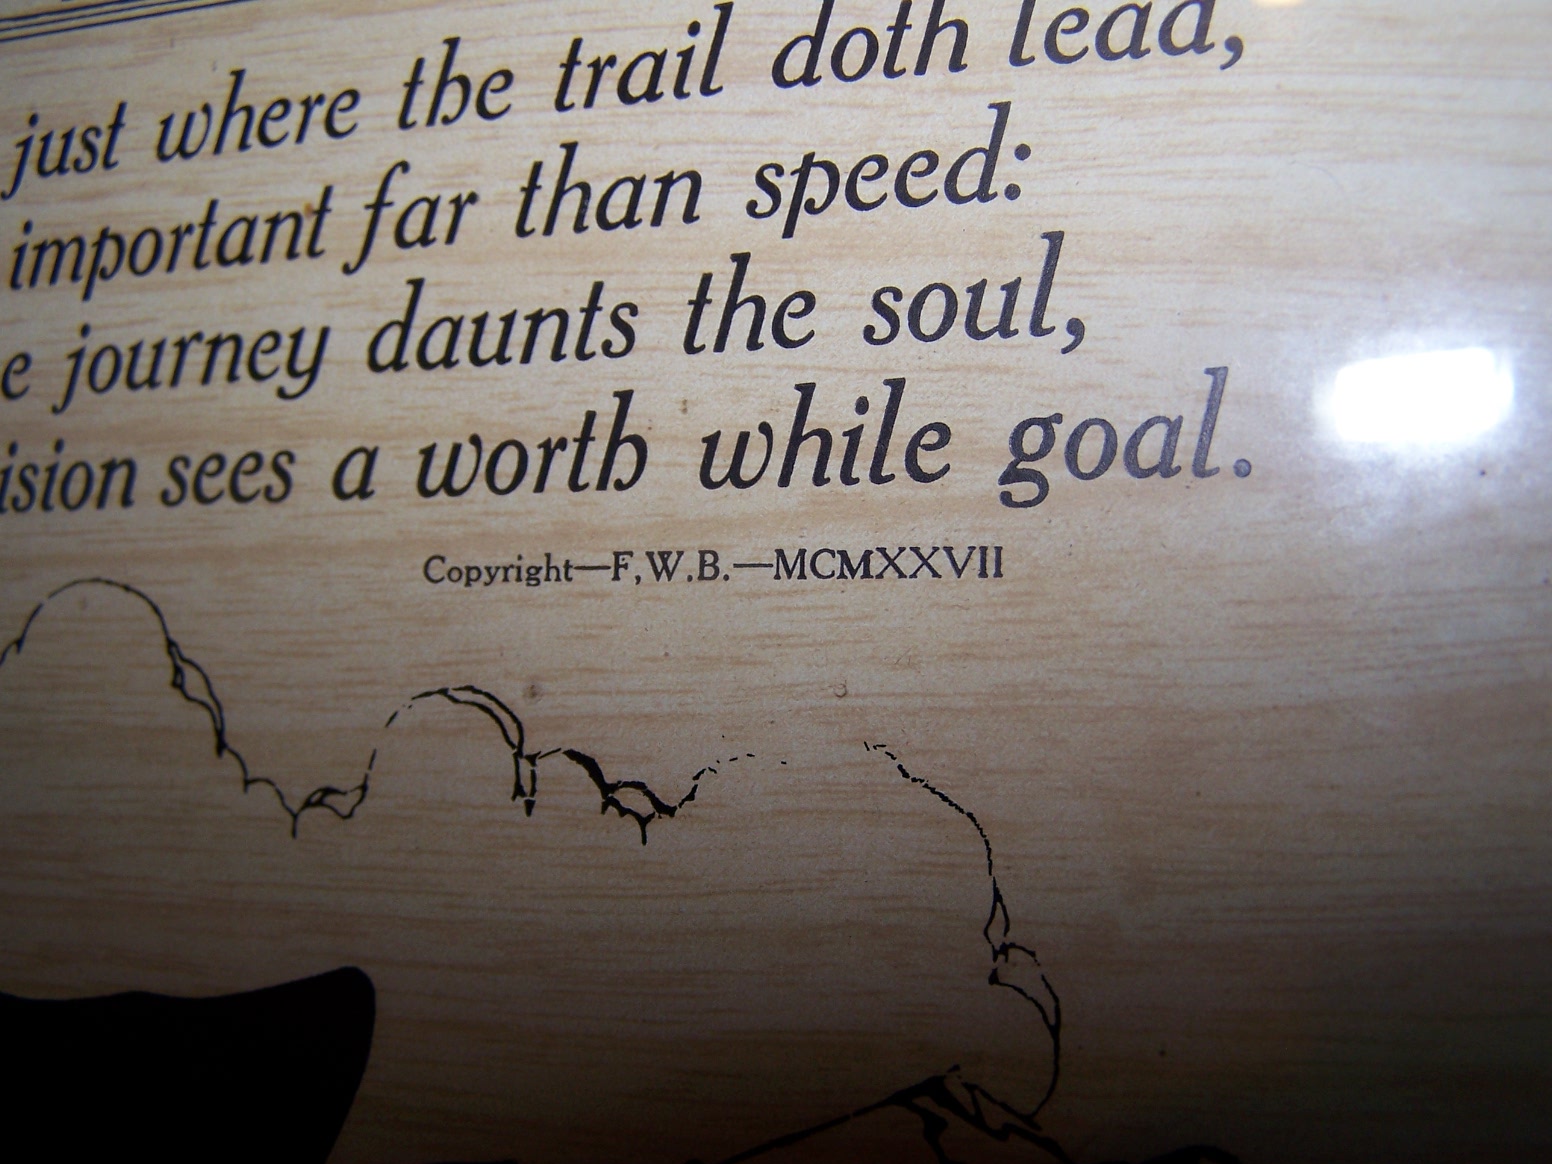 just where the trail doth lead,
important far than speed:
journey daunts the soul,
sees a worth while goal.
Copyright—F,W.B.—MCMXXVII